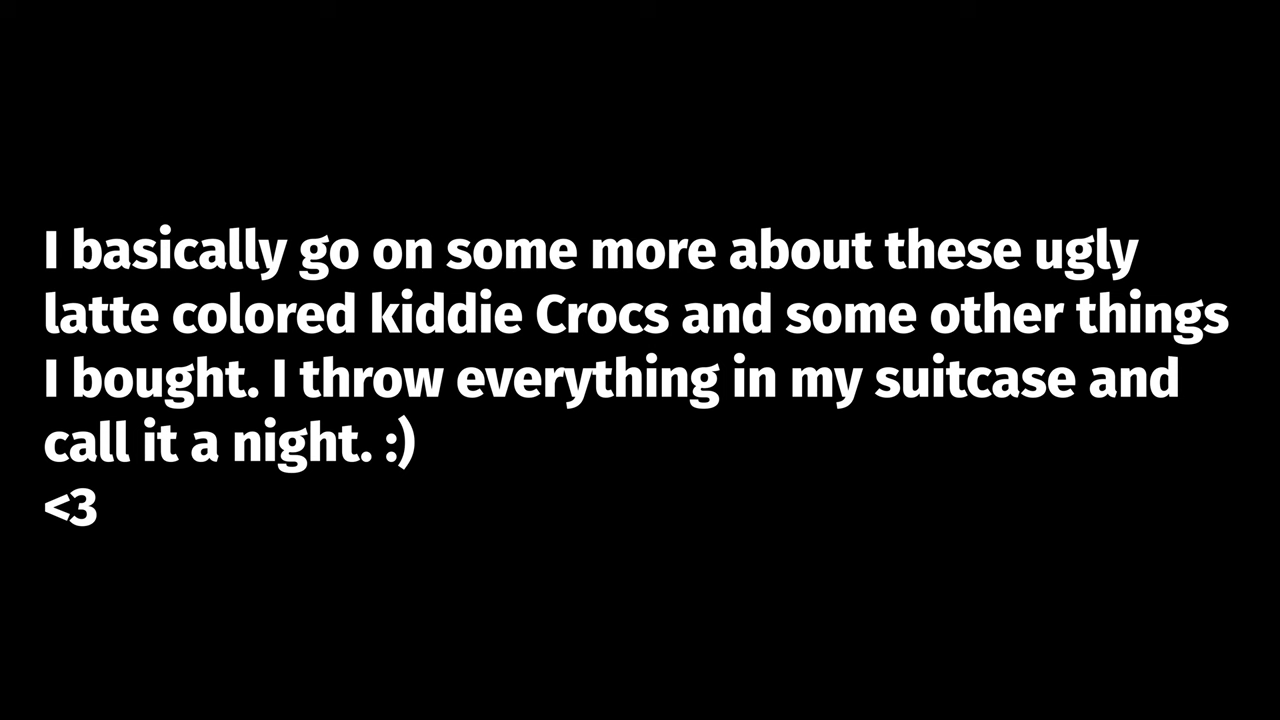 I basically go on some more about these ugly
latte colored kiddie Crocs and some other things
I bought. I throw everything in my suitcase and
call it a night. :)
<3